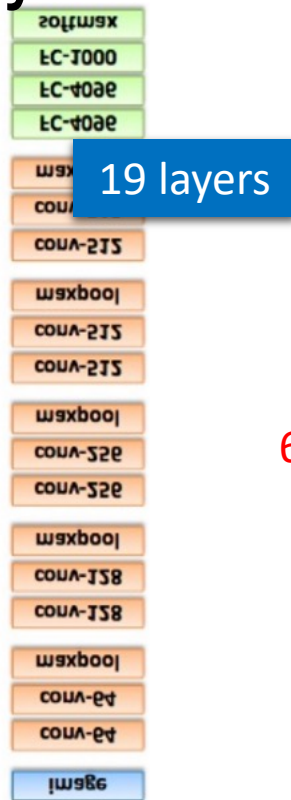 softmax
FC-1000
FC-4096
FC-4096
19 layers
conv-512
maxpool
conv-512
conv-512
maxpool
conv-256
conv-256
maxpool
conv-128
conv-128
maxpool
conv-64
conv-64
image